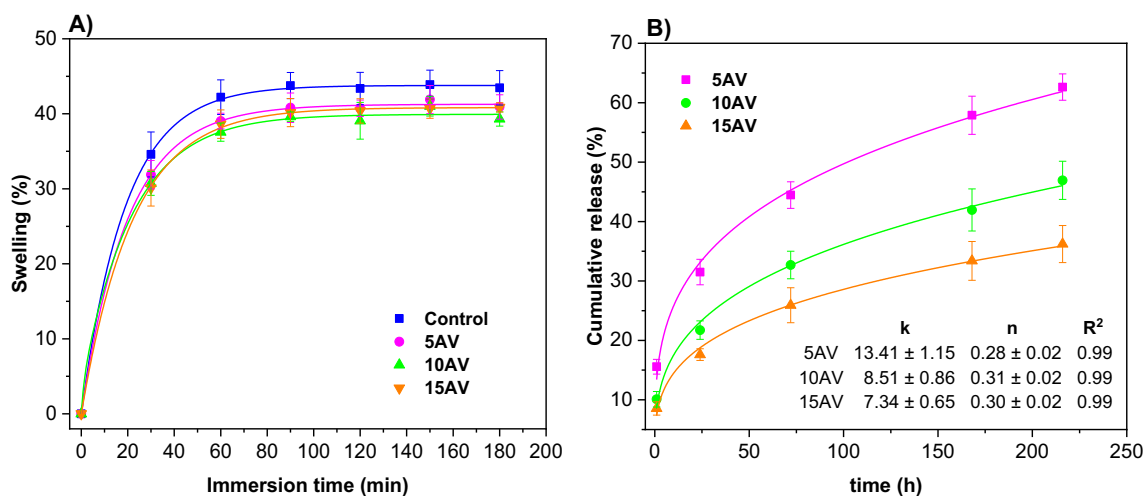 A)
50
40
30
20
10
0
Swelling (%)
Control
5AV
10AV
15AV
0 20 40 60 80 100 120 140 160 180 200
Immersion time (min)
B)
70
60
50
40
30
20
10
Cumulative release (%)
5AV
10AV
15AV
k n R²
5AV 13.41 ± 1.15 0.28 ± 0.02 0.99
10AV 8.51 ± 0.86 0.31 ± 0.02 0.99
15AV 7.34 ± 0.65 0.30 ± 0.02 0.99
0 50 100 150 200 250
time (h)